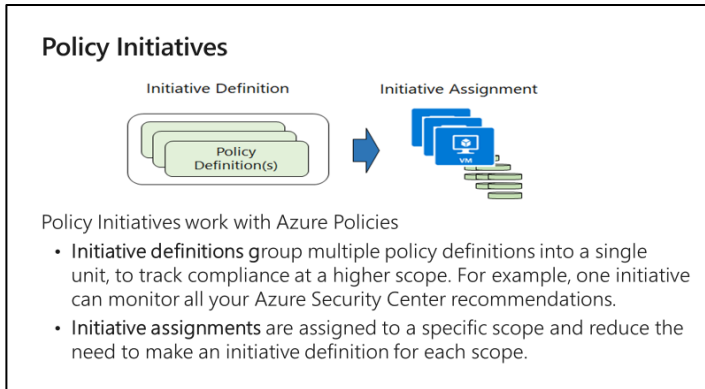 Policy Initiatives
Initiative Definition
Initiative Assignment
Policy
Definition(s)
VM
Policy Initiatives work with Azure Policies
• Initiative definitions group multiple policy definitions into a single
unit, to track compliance at a higher scope. For example, one initiative
can monitor all your Azure Security Center recommendations.
• Initiative assignments are assigned to a specific scope and reduce the
need to make an initiative definition for each scope.